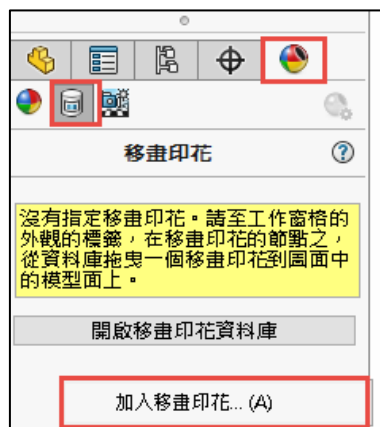 移畫印花
沒有指定移畫印花。請至工作窗格的
外觀的標籤，在移畫印花的節點之，
從資料庫拖曳一個移畫印花到圖面中
的模型面上。
開啟移畫印花資料庫
加入移畫印花... (A)